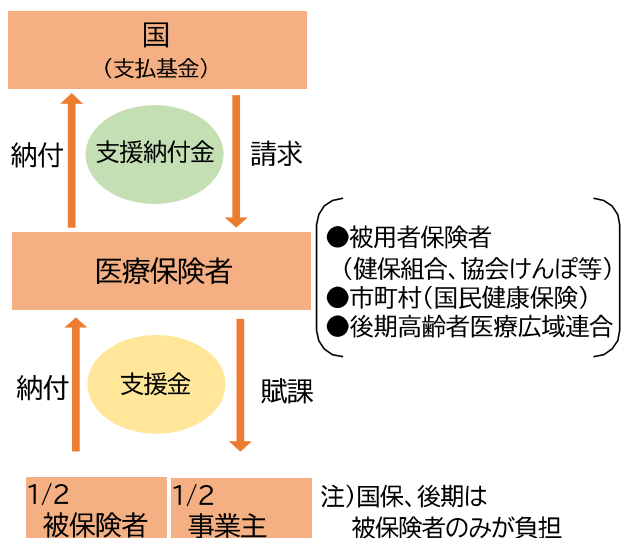 国
（支払基金）
納付
支援納付金
請求
医療保険者
●被用者保険者
（健保組合、協会けんぽ等）
●市町村（国民健康保険）
●後期高齢者医療広域連合
納付
支援金
賦課
1/2
被保険者
1/2
事業主
注）国保、後期は
被保険者のみが負担